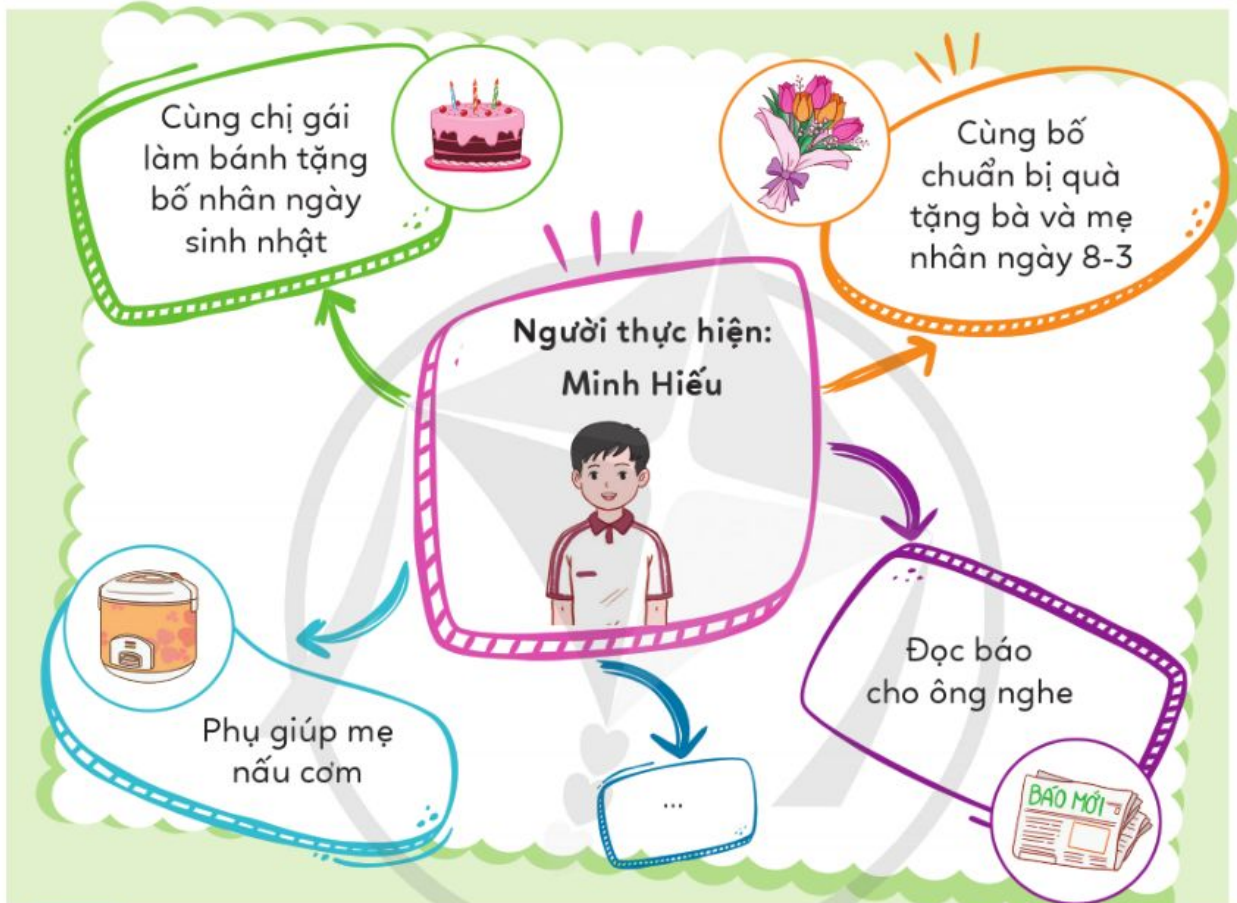 Cùng chị gái
làm bánh tặng
bố nhân ngày
sinh nhật
Cùng bố
chuẩn bị quà
tặng bà và mẹ
nhân ngày 8-3
Người thực hiện:
Minh Hiếu
Phụ giúp mẹ
nấu cơm
...
Đọc báo
cho ông nghe
BÁO MỚI